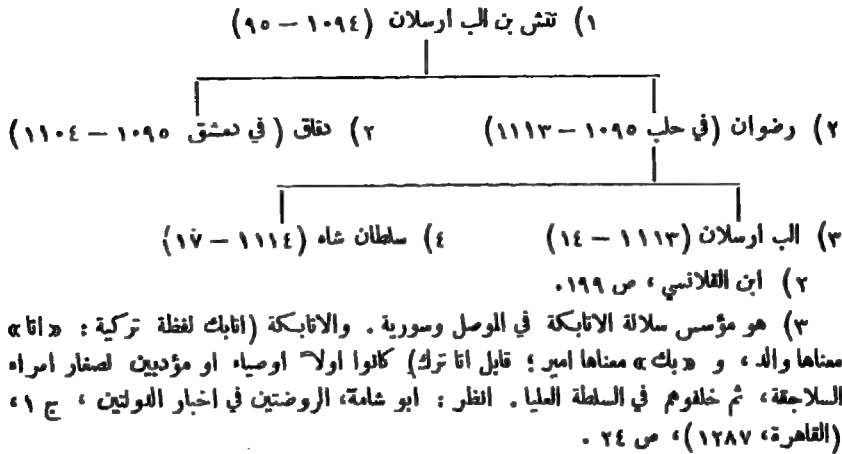 ١) تتش بن الب ارسلان (١٠٩٤ – ٩٥)
٢) رضوان (في حلب ١٠٩٥ – ١١١٣) ٢) دقاق (في دمشق ١٠٩٥ – ١١٠٤)
٣) الب ارسلان (١١١٣ – ١٤) ٤) سلطان شاه (١١١٤ – ١٧)
٢) ابن القلانسي، ص ١٩٩.
٣) هو مؤسس سلالة الاتابكة في الموصل وسورية. والاتابكة (اتابك لفظة تركية: «اتا»
معناها والد، و «بك» معناها امير؛ قابل اتا ترك) كانوا اولاً اوصياء او مؤدبين لصغار امراء
السلاجقة، ثم خلفوهم في السلطة العليا. انظر: ابو شامة، الروضتين في اخبار الدولتين، ج ١،
(القاهرة، ١٢٨٧)، ص ٢٤.